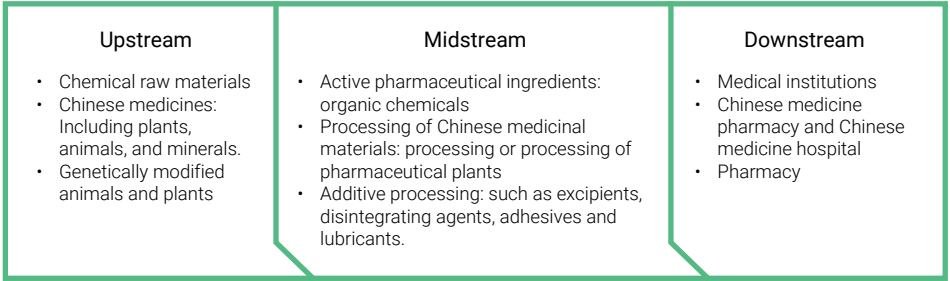 Upstream
• Chemical raw materials
• Chinese medicines:
Including plants,
animals, and minerals.
• Genetically modified
animals and plants
Midstream
• Active pharmaceutical ingredients:
organic chemicals
• Processing of Chinese medicinal
materials: processing or processing of
pharmaceutical plants
• Additive processing: such as excipients,
disintegrating agents, adhesives and
lubricants.
Downstream
• Medical institutions
• Chinese medicine
pharmacy and Chinese
medicine hospital
• Pharmacy